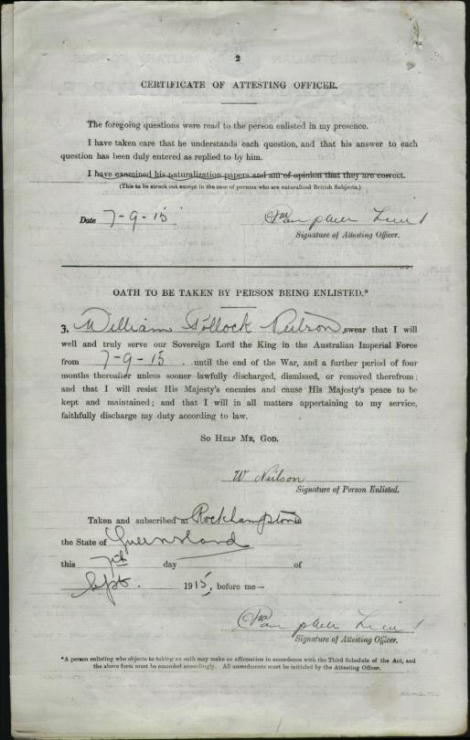 2
CERTIFICATE OF ATTESTING OFFICER.
The foregoing questions were read to the person enlisted in my presence.
I have taken care that he understands each question, and that his answer to each
question has been duly entered as replied to by him.
I have examined his naturalization papers and am of opinion that they are correct.
(This to be struck out except in the case of persons who are naturalized British Subjects.)
Date 7-9-15
Lieut
Signature of Attesting Officer.
OATH TO BE TAKEN BY PERSON BEING ENLISTED.*
I, William Pollock Neilson, swear that I will
well and truly serve our Sovereign Lord the King in the Australian Imperial Force
from 7-9-15. until the end of the War, and a further period of four
months thereafter unless sooner lawfully discharged, dismissed, or removed therefrom;
and that I will resist His Majesty's enemies and cause His Majesty's peace to be
kept and maintained; and that I will in all matters appertaining to my service,
faithfully discharge my duty according to law.
SO HELP ME, GOD.
W Neilson
Signature of Person Enlisted.
Taken and subscribed at Rockhampton
the State of Queensland
this 7th day of
Sept. 1915, before me—
Lieut
Signature of Attesting Officer.
*A person enlisting who objects to taking an oath may make an affirmation in accordance with the Third Schedule of the Act, and
the above form must be amended accordingly. All amendments must be initialled by the Attesting Officer.